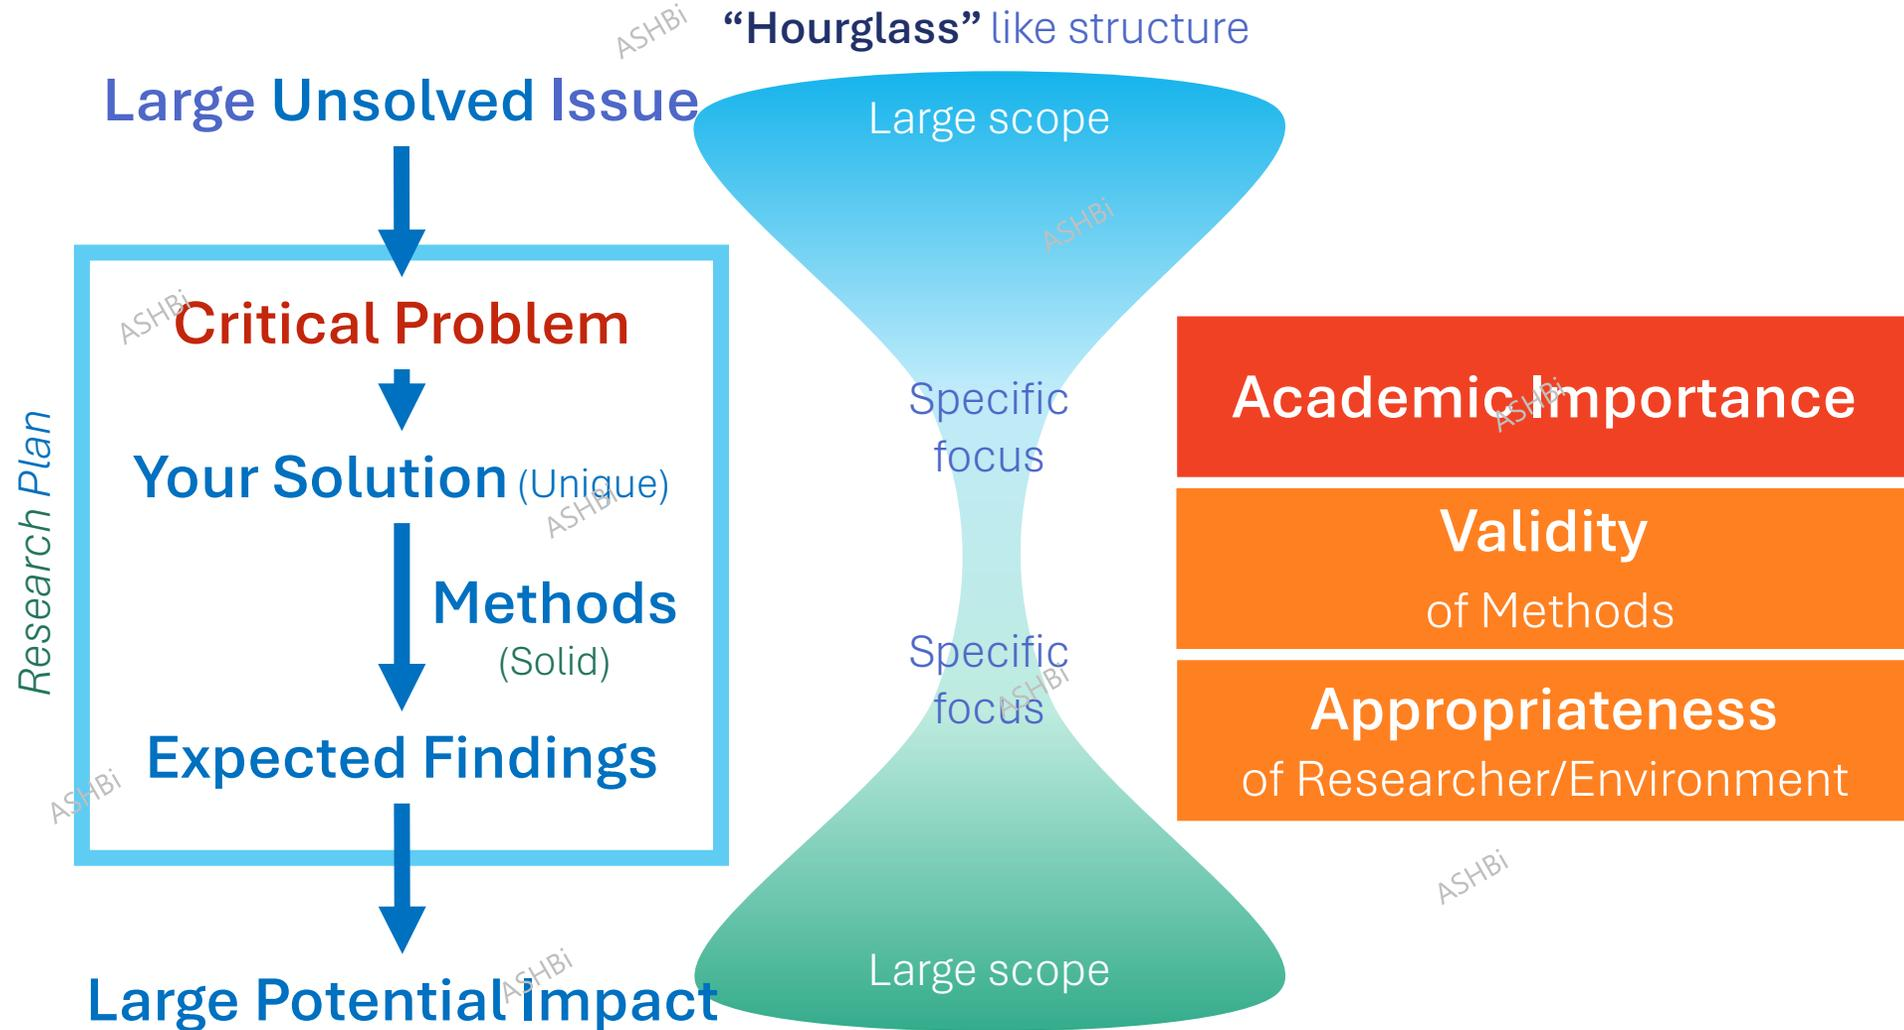 “Hourglass” like structure
Large Unsolved Issue
Research Plan
Critical Problem
Your Solution (Unique)
Methods
(Solid)
Expected Findings
Large Potential Impact
Large scope
Specific
focus
Specific
focus
Large scope
Academic Importance
Validity
of Methods
Appropriateness
of Researcher/Environment
ASHBi
ASHBi
ASHBi
ASHBi
ASHBi
ASHBi
ASHBi
ASHBi
ASHBi